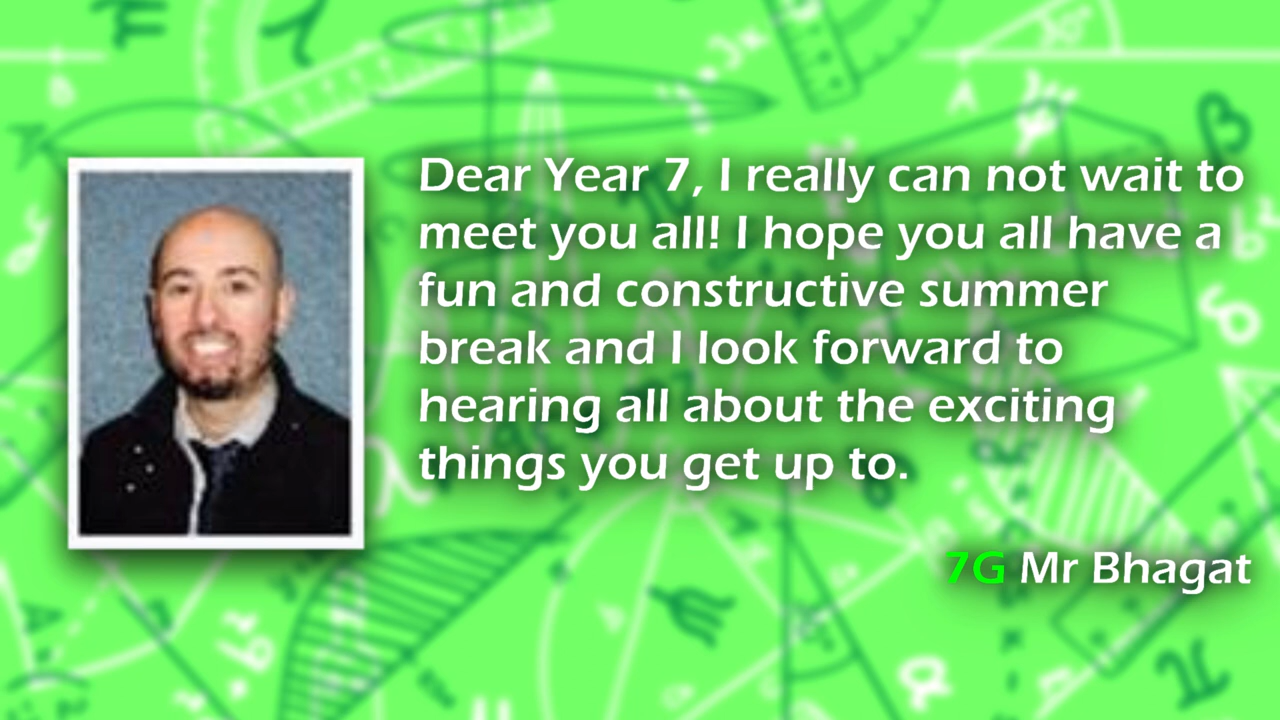 Dear Year 7, I really can not wait to
meet you all! I hope you all have a
fun and constructive summer
break and I look forward to
hearing all about the exciting
things you get up to.
7G Mr Bhagat